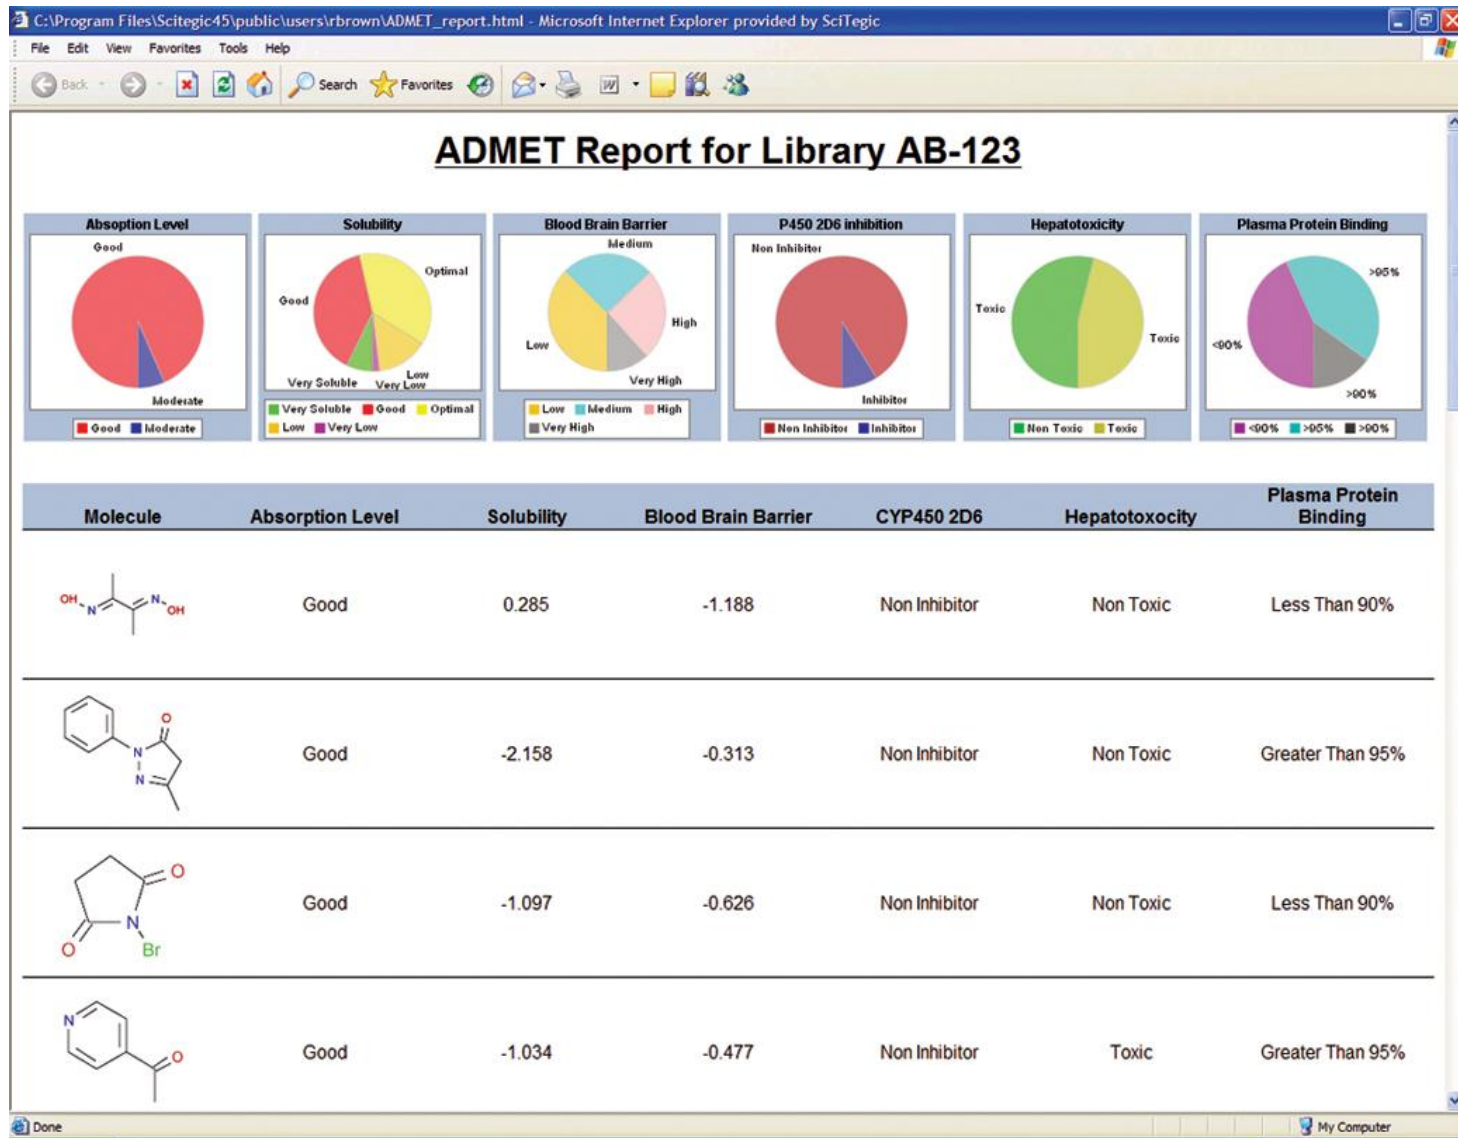 C:\Program Files\Scitegic45\public\users\rbrown\ADMET_report.html - Microsoft Internet Explorer provided by SciTegic
File Edit View Favorites Tools Help
Back Search Favorites
ADMET Report for Library AB-123
Absoption Level
Good
Moderate
Good Moderate
Solubility
Optimal
Good
Low
Very Soluble Very Low
Very Soluble Good Optimal
Low Very Low
Blood Brain Barrier
Medium
High
Low
Very High
Low Medium High
Very High
P450 2D6 inhibition
Non Inhibitor
Inhibitor
Non Inhibitor Inhibitor
Hepatotoxicity
Toxic
Toxic
Non Toxic Toxic
Plasma Protein Binding
>95%
<90%
>90%
<90% >95% >90%
Molecule Absorption Level Solubility Blood Brain Barrier CYP450 2D6 Hepatotoxocity Plasma Protein Binding
OH N N OH
Good 0.285 -1.188 Non Inhibitor Non Toxic Less Than 90%
O N N
Good -2.158 -0.313 Non Inhibitor Non Toxic Greater Than 95%
O N O Br
Good -1.097 -0.626 Non Inhibitor Non Toxic Less Than 90%
N O
Good -1.034 -0.477 Non Inhibitor Toxic Greater Than 95%
Done My Computer